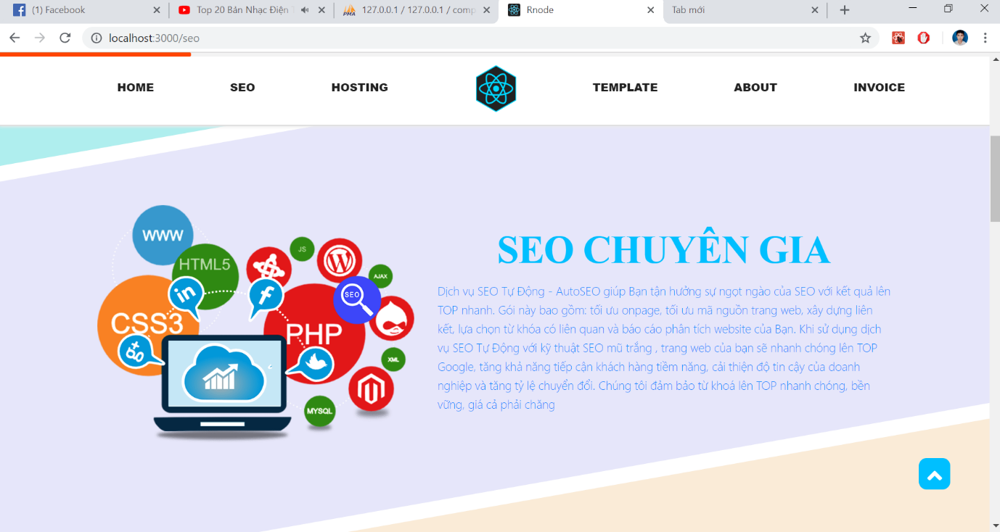 (1) Facebook
Top 20 Bản Nhạc Điện
127.0.0.1 / 127.0.0.1 / comp
Rnode
Tab mới
localhost:3000/seo
HOME
SEO
HOSTING
TEMPLATE
ABOUT
INVOICE
WWW
HTML5
JS
AJAX
SEO
in
f
CSS3
PHP
XML
MYSQL
SEO CHUYÊN GIA
Dịch vụ SEO Tự Động - AutoSEO giúp Bạn tận hưởng sự ngọt ngào của SEO với kết quả lên
TOP nhanh. Gói này bao gồm: tối ưu onpage, tối ưu mã nguồn trang web, xây dựng liên
kết, lựa chọn từ khóa có liên quan và báo cáo phân tích website của Bạn. Khi sử dụng dịch
vụ SEO Tự Động với kỹ thuật SEO mũ trắng , trang web của bạn sẽ nhanh chóng lên TOP
Google, tăng khả năng tiếp cận khách hàng tiềm năng, cải thiện độ tin cậy của doanh
nghiệp và tăng tỷ lệ chuyển đổi. Chúng tôi đảm bảo từ khoá lên TOP nhanh chóng, bền
vững, giá cả phải chăng